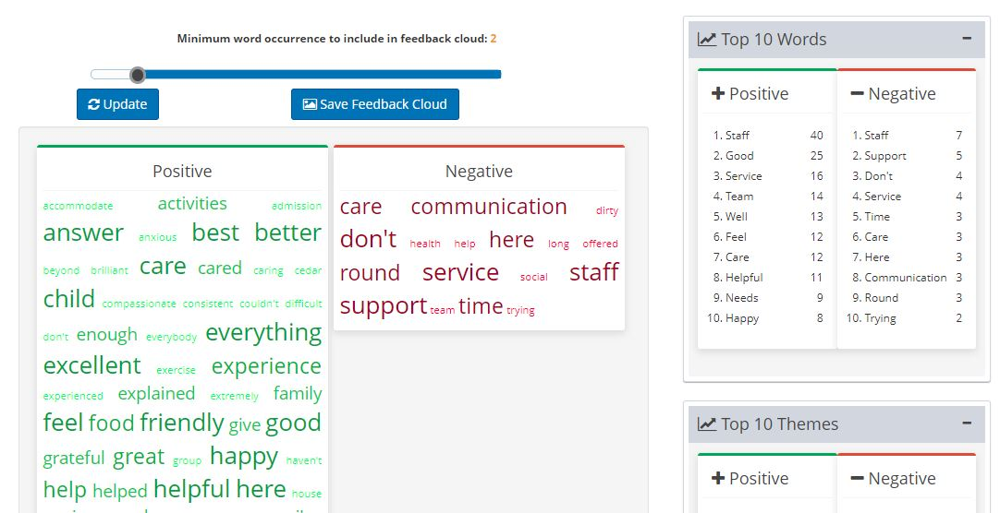 Minimum word occurrence to include in feedback cloud: 2
Update
Save Feedback Cloud
Positive
accommodate activities admission
answer anxious best better
beyond brilliant care cared caring cedar
child compassionate consistent couldn't difficult
don't enough everybody everything
excellent exercise experience
experienced explained extremely family
feel food friendly give good
grateful great group happy haven't
help helped helpful here house
Negative
care communication dirty
don't health help here long offered
round service social staff
support team time trying
Top 10 Words
Positive
1. Staff 40
2. Good 25
3. Service 16
4. Team 14
5. Well 13
6. Feel 12
7. Care 12
8. Helpful 11
9. Needs 9
10. Happy 8
Negative
1. Staff 7
2. Support 5
3. Don't 4
4. Service 4
5. Time 3
6. Care 3
7. Here 3
8. Communication 3
9. Round 3
10. Trying 2
Top 10 Themes
Positive
Negative